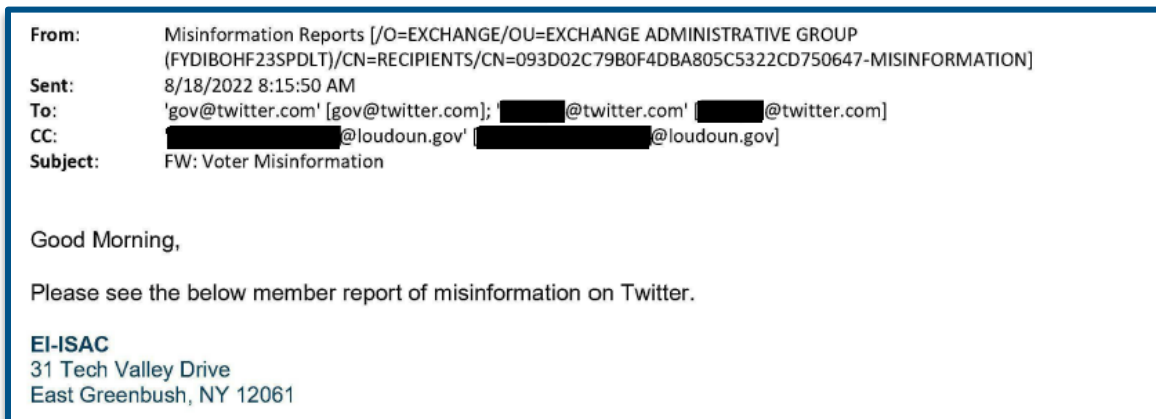 From: Misinformation Reports [/O=EXCHANGE/OU=EXCHANGE ADMINISTRATIVE GROUP
(FYDIBOHF23SPDLT)/CN=RECIPIENTS/CN=093D02C79B0F4DBA805C5322CD750647-MISINFORMATION]
Sent: 8/18/2022 8:15:50 AM
To: 'gov@twitter.com' [gov@twitter.com]; ' @twitter.com' [ @twitter.com]
CC: ' @loudoun.gov' [ @loudoun.gov]
Subject: FW: Voter Misinformation
Good Morning,
Please see the below member report of misinformation on Twitter.
EI-ISAC
31 Tech Valley Drive
East Greenbush, NY 12061